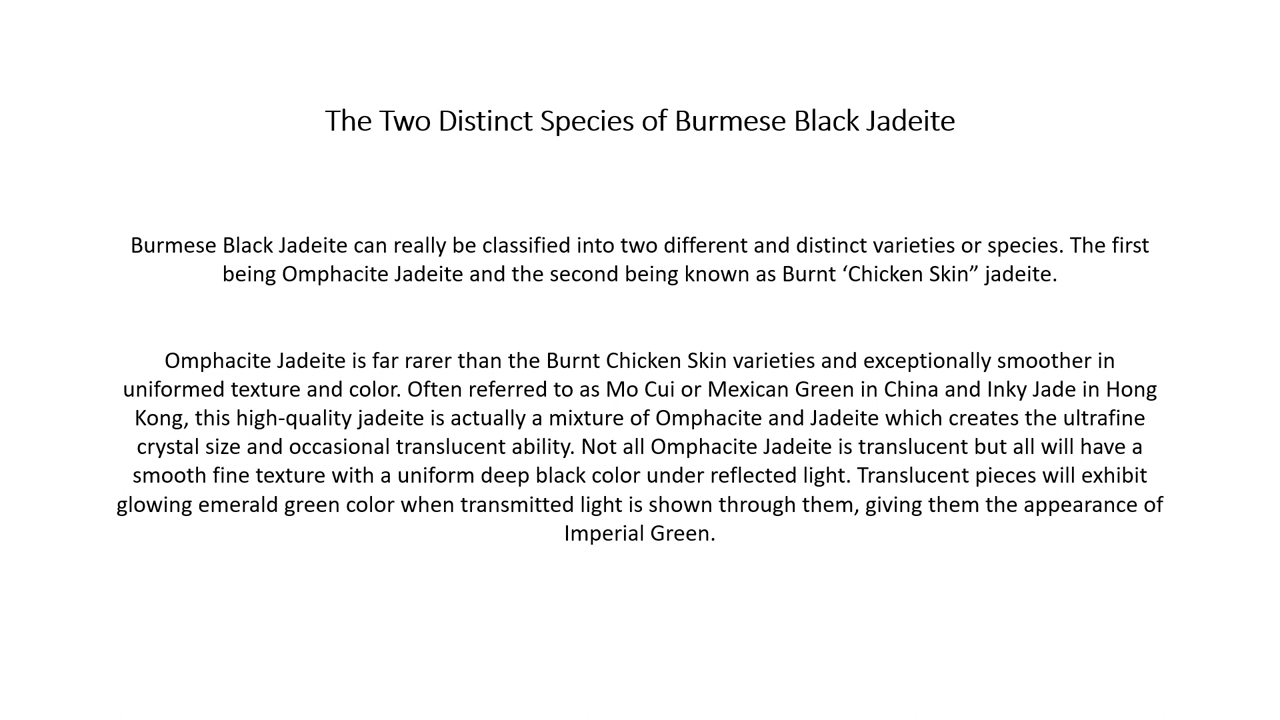 The Two Distinct Species of Burmese Black Jadeite
Burmese Black Jadeite can really be classified into two different and distinct varieties or species. The first
being Omphacite Jadeite and the second being known as Burnt ‘Chicken Skin” jadeite.
Omphacite Jadeite is far rarer than the Burnt Chicken Skin varieties and exceptionally smoother in
uniformed texture and color. Often referred to as Mo Cui or Mexican Green in China and Inky Jade in Hong
Kong, this high-quality jadeite is actually a mixture of Omphacite and Jadeite which creates the ultrafine
crystal size and occasional translucent ability. Not all Omphacite Jadeite is translucent but all will have a
smooth fine texture with a uniform deep black color under reflected light. Translucent pieces will exhibit
glowing emerald green color when transmitted light is shown through them, giving them the appearance of
Imperial Green.